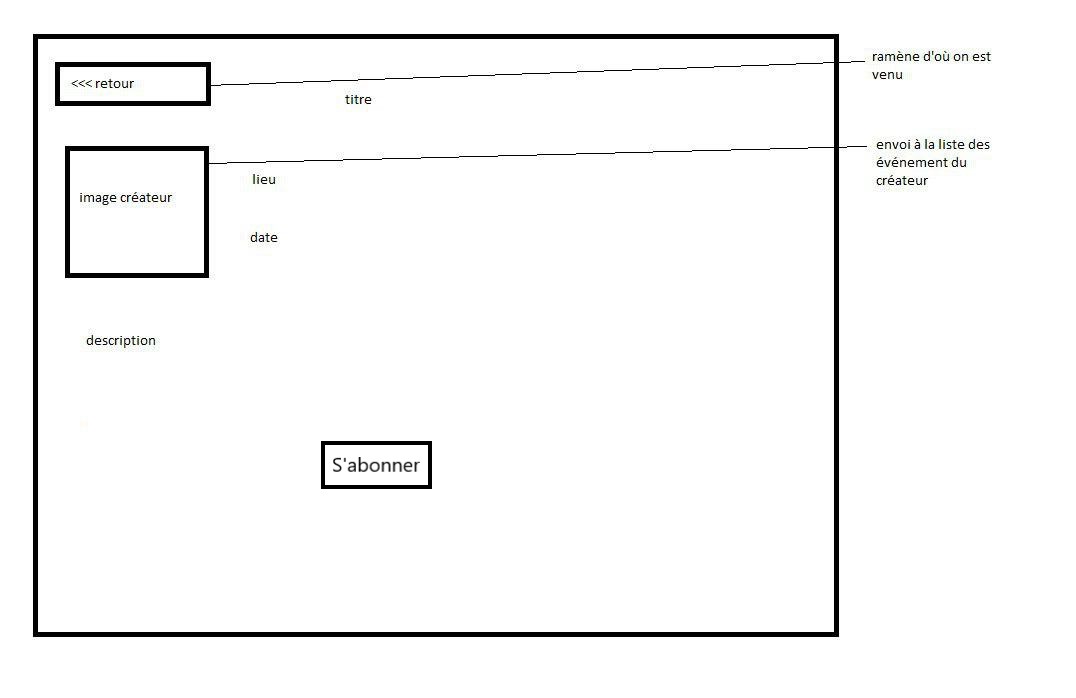 <<< retour
ramène d'où on est
venu
titre
envoi à la liste des
événement du
créateur
image créateur
lieu
date
description
S'abonner